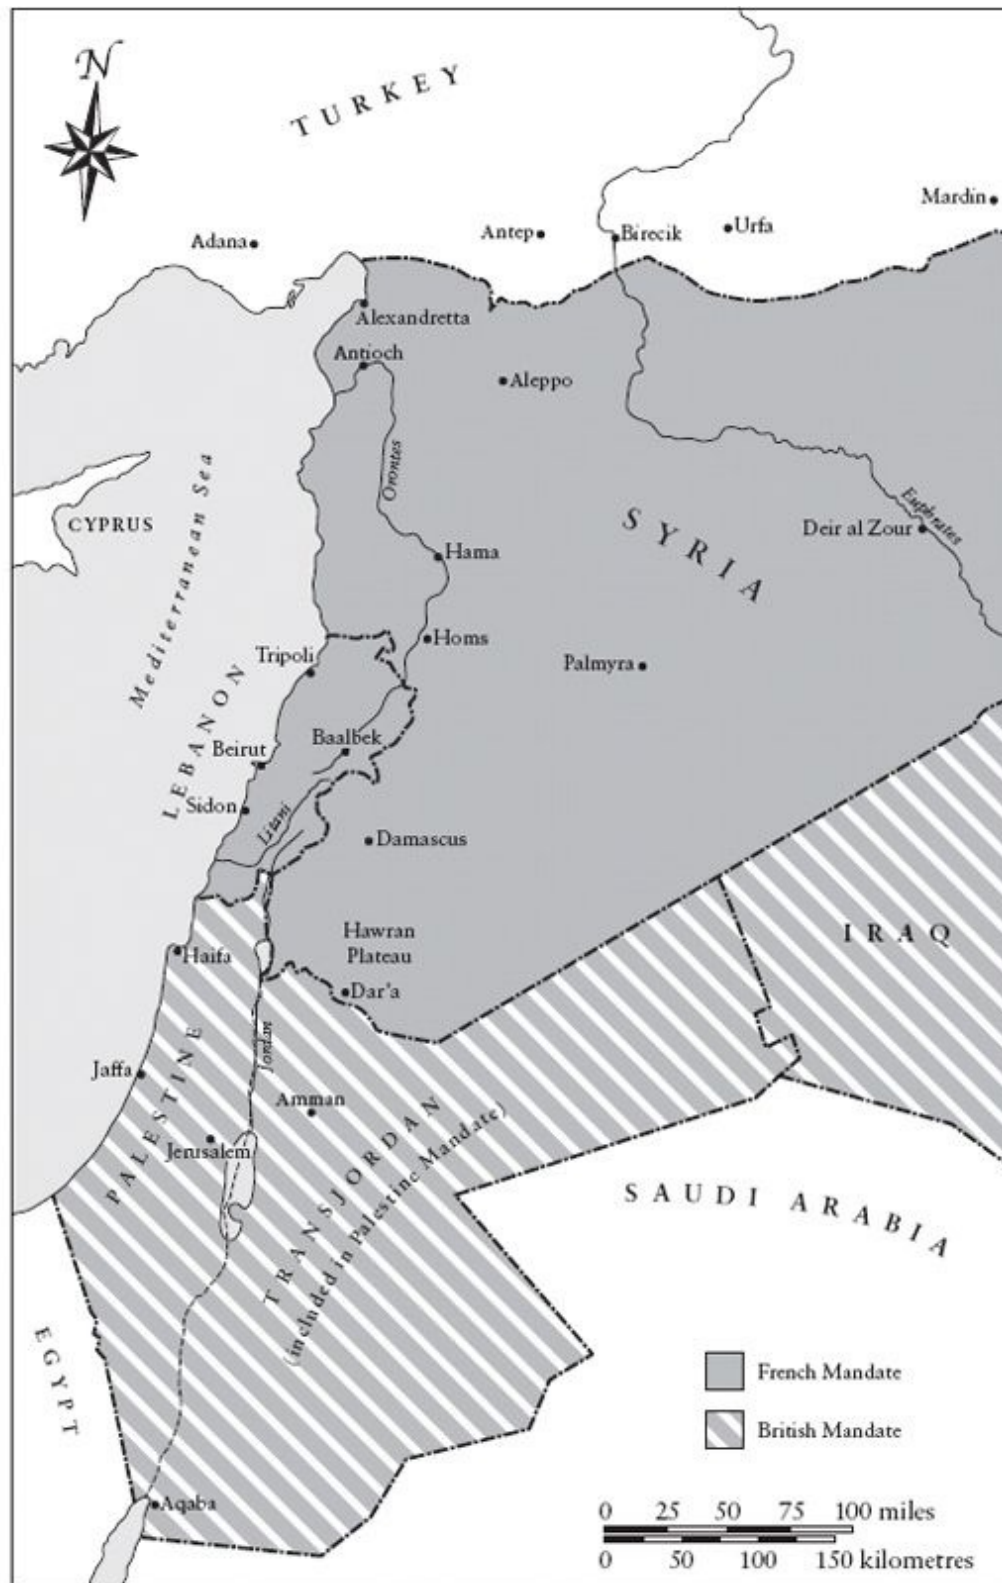 N
TURKEY
Mardin
Adana
Antep
Birecik
Urfa
Alexandretta
Antioch
Aleppo
Orontes
CYPRUS
Mediterranean Sea
SYRIA
Euphrates
Deir al Zour
Hama
Homs
Tripoli
Palmyra
LEBANON
Beirut
Baalbek
Sidon
Litani
Damascus
Hawran
Plateau
IRAQ
Haifa
Dar'a
Jordan
PALESTINE
Jaffa
Amman
Jerusalem
TRANSJORDAN
(included in Palestine Mandate)
SAUDI ARABIA
EGYPT
French Mandate
British Mandate
Aqaba
0 25 50 75 100 miles
0 50 100 150 kilometres